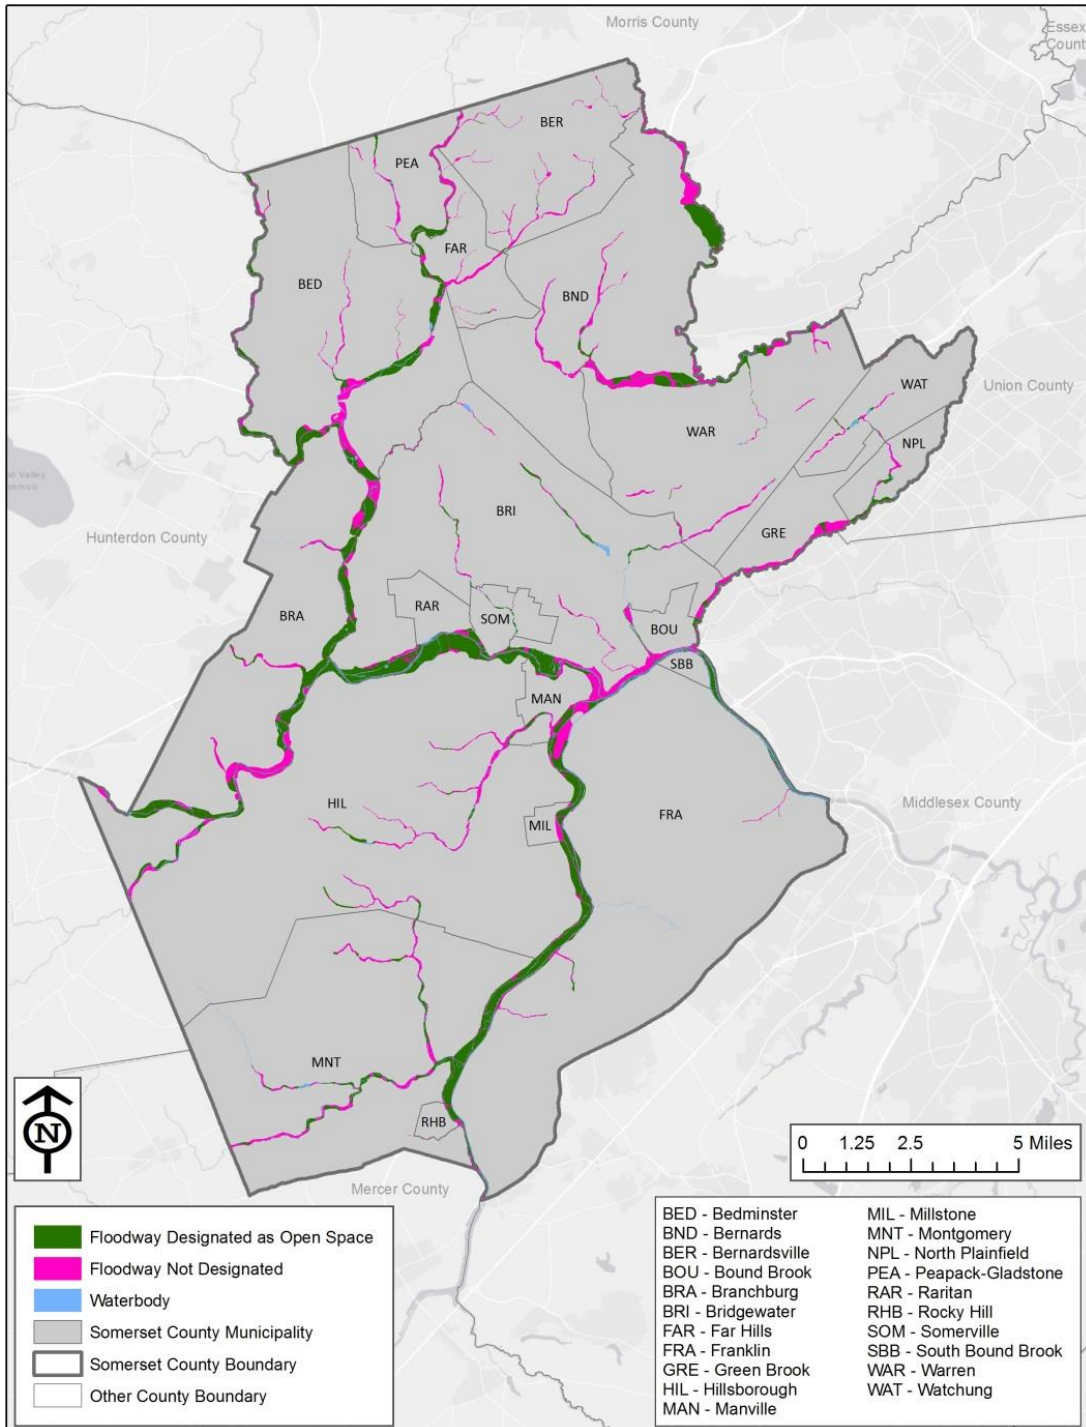 Morris County
Essex
County
BER
PEA
FAR
BED
BND
WAT
Union County
NPL
WAR
BRI
GRE
Hunterdon County
RAR
SOM
BRA
BOU
SBB
MAN
HIL
MIL
FRA
Middlesex County
MNT
RHB
Mercer County
N
0 1.25 2.5 5 Miles
Floodway Designated as Open Space
Floodway Not Designated
Waterbody
Somerset County Municipality
Somerset County Boundary
Other County Boundary
BED - Bedminster
BND - Bernards
BER - Bernardsville
BOU - Bound Brook
BRA - Branchburg
BRI - Bridgewater
FAR - Far Hills
FRA - Franklin
GRE - Green Brook
HIL - Hillsborough
MAN - Manville
MIL - Millstone
MNT - Montgomery
NPL - North Plainfield
PEA - Peapack-Gladstone
RAR - Raritan
RHB - Rocky Hill
SOM - Somerville
SBB - South Bound Brook
WAR - Warren
WAT - Watchung